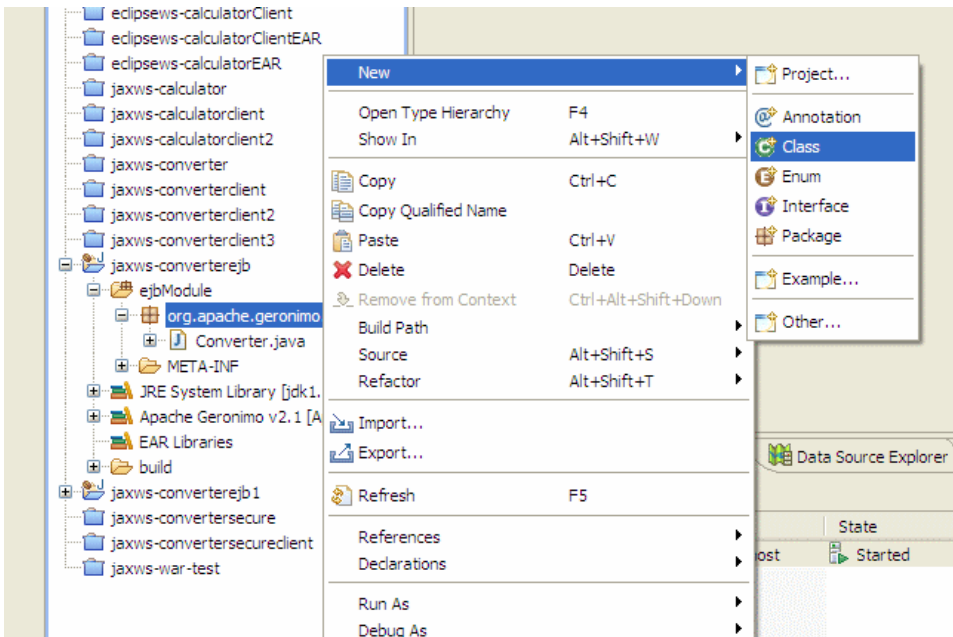 eclipsews-calculatorClient
eclipsews-calculatorClientEAR
eclipsews-calculatorEAR
jaxws-calculator
jaxws-calculatorclient
jaxws-calculatorclient2
jaxws-converter
jaxws-converterclient
jaxws-converterclient2
jaxws-converterclient3
jaxws-converterejb
ejbModule
org.apache.geronimo
Converter.java
META-INF
JRE System Library [jdk1.
Apache Geronimo v2.1 [A
EAR Libraries
build
jaxws-converterejb1
jaxws-convertersecure
jaxws-convertersecureclient
jaxws-war-test
New
Open Type Hierarchy F4
Show In Alt+Shift+W
Copy Ctrl+C
Copy Qualified Name
Paste Ctrl+V
Delete Delete
Remove from Context Ctrl+Alt+Shift+Down
Build Path
Source Alt+Shift+S
Refactor Alt+Shift+T
Import...
Export...
Refresh F5
References
Declarations
Run As
Debug As
Project...
Annotation
Class
Enum
Interface
Package
Example...
Other...
Data Source Explorer
State
ost Started